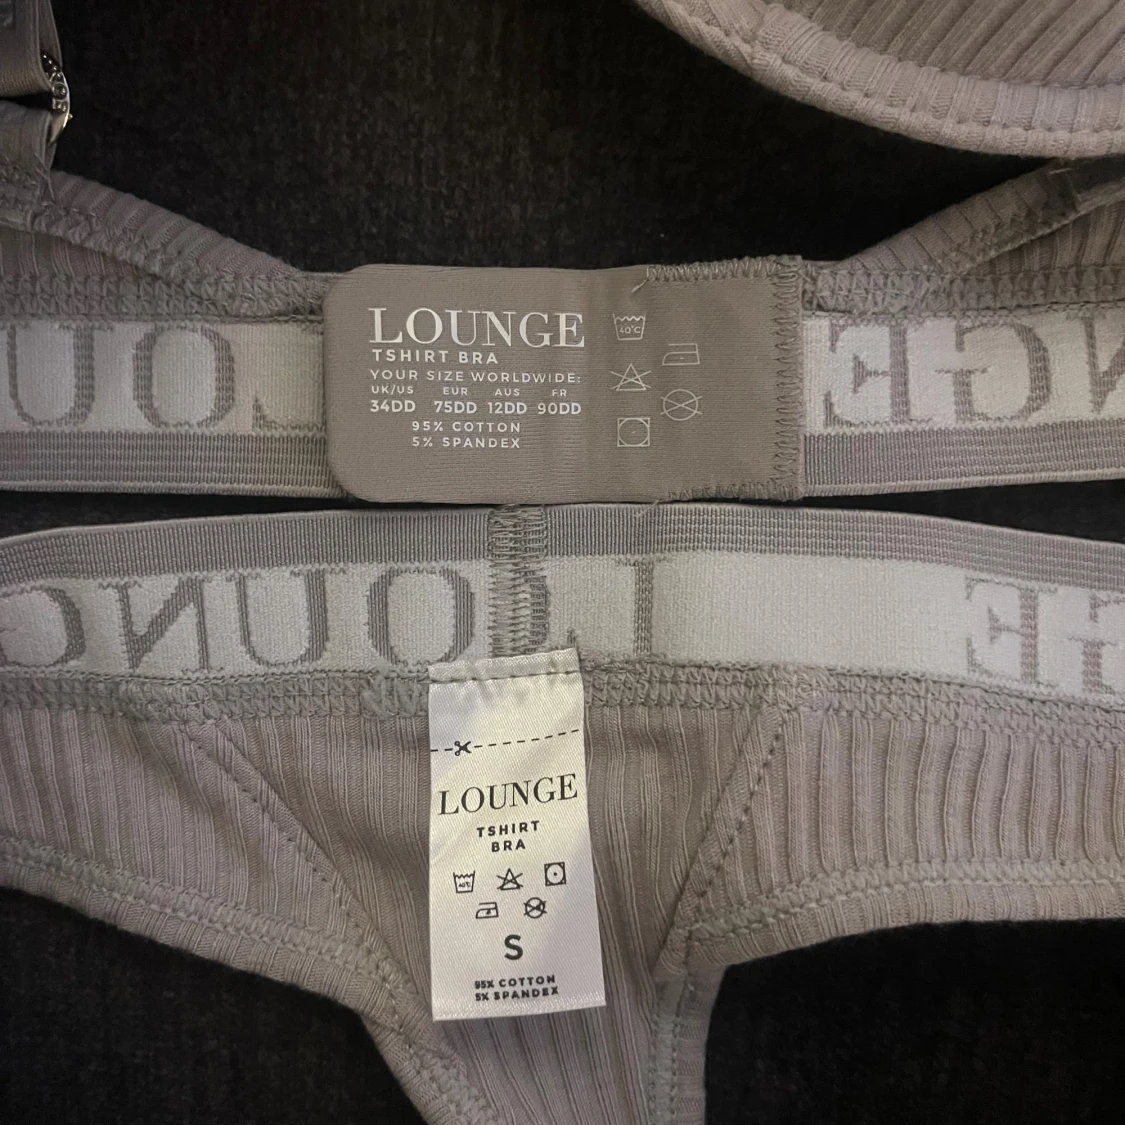 LOUNGE
TSHIRT BRA
YOUR SIZE WORLDWIDE:
UK/US EUR AUS FR
34DD 75DD 12DD 90DD
95% COTTON
5% SPANDEX
40°C
LOUNGE
TSHIRT
BRA
40°C
S
95% COTTON
5% SPANDEX